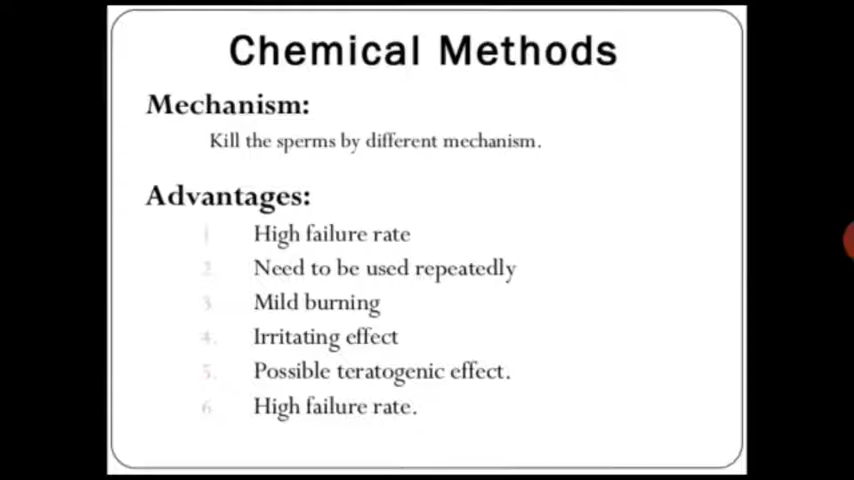 Chemical Methods
Mechanism:
Kill the sperms by different mechanism.
Advantages:
1 High failure rate
2. Need to be used repeatedly
3 Mild burning
4. Irritating effect
5. Possible teratogenic effect.
6 High failure rate.